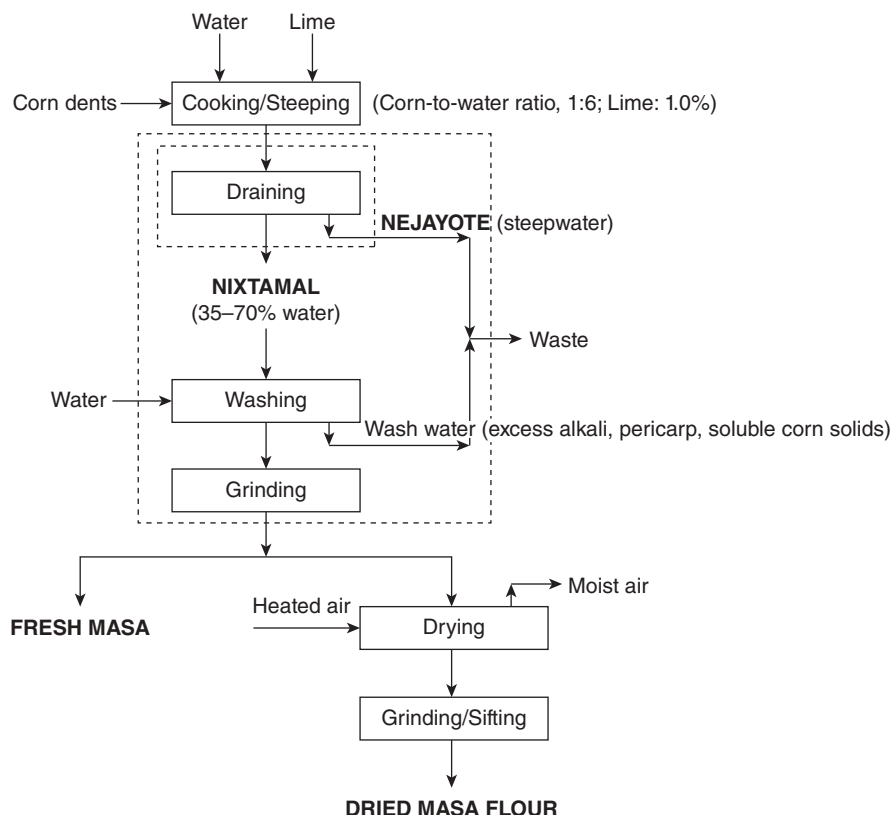 Water
Lime
Corn dents
Cooking/Steeping
(Corn-to-water ratio, 1:6; Lime: 1.0%)
Draining
NEJAYOTE (steepwater)
NIXTAMAL
(35–70% water)
Waste
Water
Washing
Wash water (excess alkali, pericarp, soluble corn solids)
Grinding
Moist air
Heated air
FRESH MASA
Drying
Grinding/Sifting
DRIED MASA FLOUR